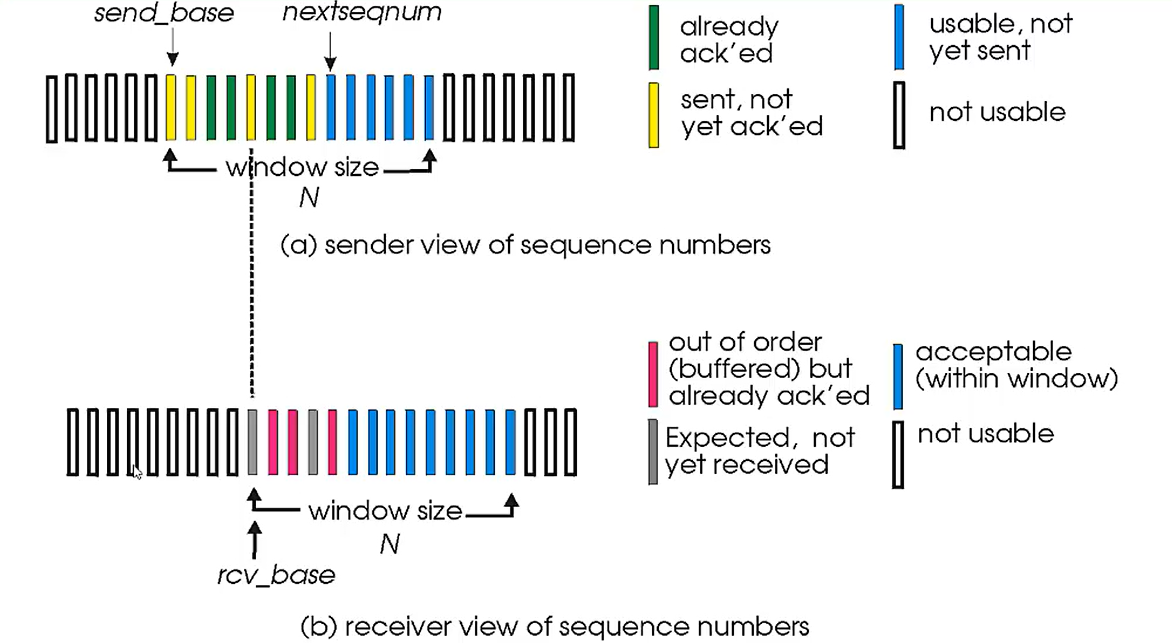 send_base
nextseqnum
already
ack'ed
usable, not
yet sent
sent, not
yet ack'ed
not usable
window size
N
(a) sender view of sequence numbers
out of order
(buffered) but
already ack'ed
acceptable
(within window)
Expected, not
yet received
not usable
window size
N
rcv_base
(b) receiver view of sequence numbers